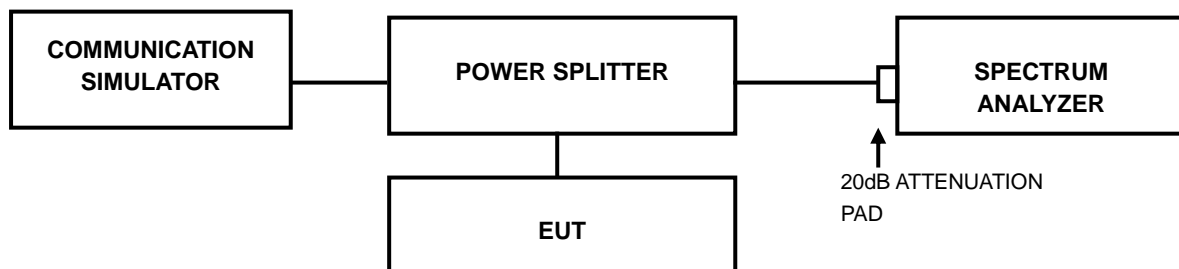 COMMUNICATION
SIMULATOR
POWER SPLITTER
SPECTRUM
ANALYZER
20dB ATTENUATION
PAD
EUT